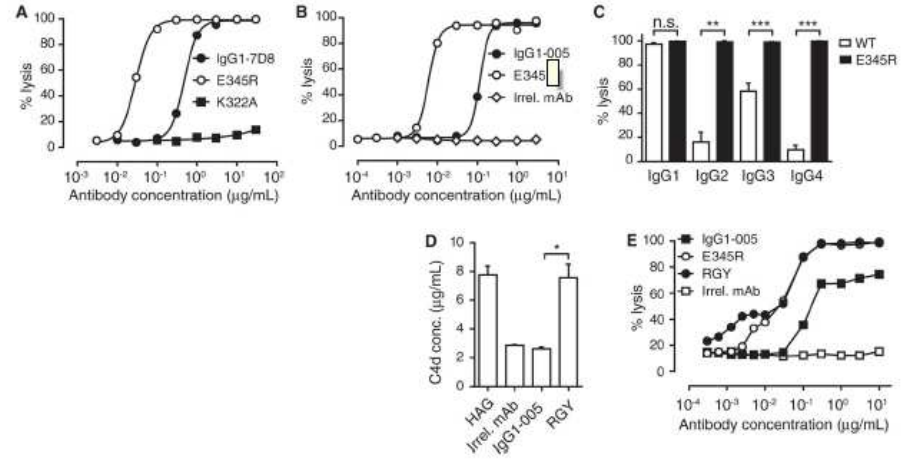 A
% lysis
100
80
60
40
20
0
IgG1-7D8
E345R
K322A
10⁻³ 10⁻² 10⁻¹ 10⁰ 10¹ 10²
Antibody concentration (µg/mL)
B
% lysis
100
80
60
40
20
0
IgG1-005
E345
Irrel. mAb
10⁻⁴ 10⁻³ 10⁻² 10⁻¹ 10⁰ 10¹
Antibody concentration (µg/mL)
C
% lysis
100
80
60
40
20
0
n.s. ** *** ***
WT
E345R
IgG1 IgG2 IgG3 IgG4
D
C4d conc. (µg/mL)
10
8
6
4
2
0
*
HAG Irrel. mAb IgG1-005 RGY
E
% lysis
100
80
60
40
20
0
IgG1-005
E345R
RGY
Irrel. mAb
10⁻⁴ 10⁻³ 10⁻² 10⁻¹ 10⁰ 10¹
Antibody concentration (µg/mL)